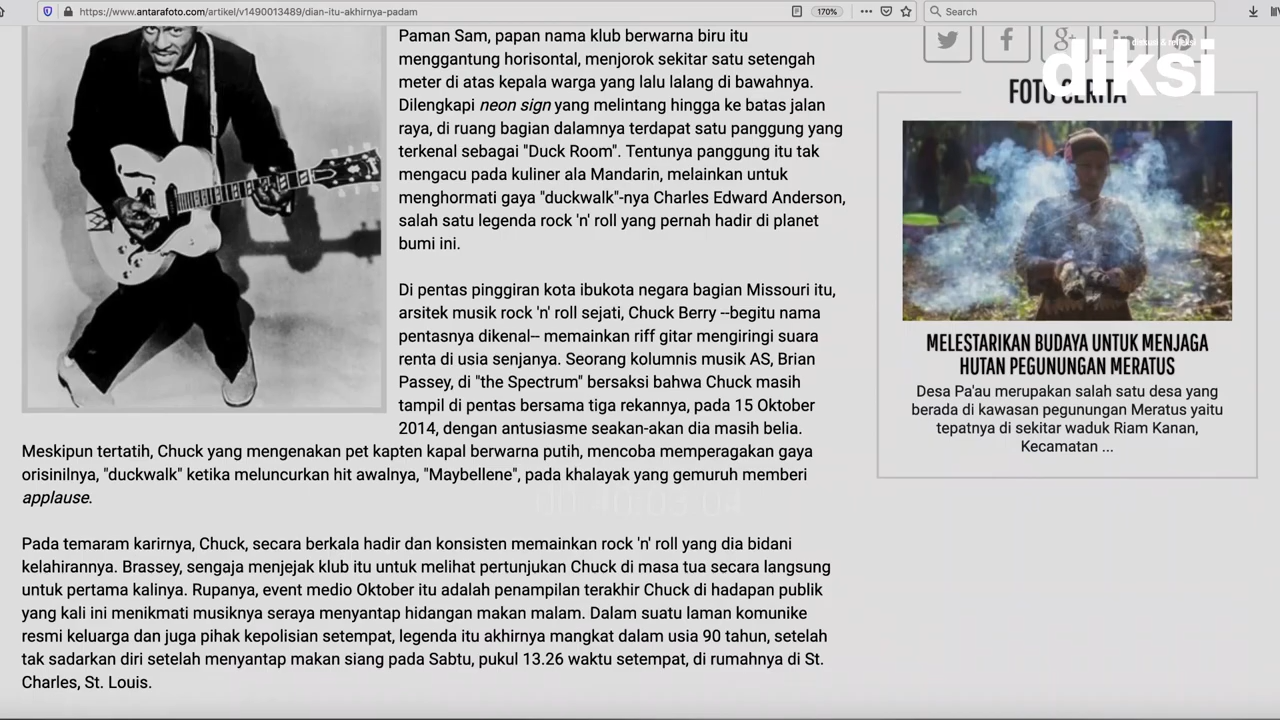 https://www.antarafoto.com/artikel/v1490013489/dian-itu-akhirnya-padam
170%
Search
Paman Sam, papan nama klub berwarna biru itu
menggantung horisontal, menjorok sekitar satu setengah
meter di atas kepala warga yang lalu lalang di bawahnya.
Dilengkapi neon sign yang melintang hingga ke batas jalan
raya, di ruang bagian dalamnya terdapat satu panggung yang
terkenal sebagai "Duck Room". Tentunya panggung itu tak
mengacu pada kuliner ala Mandarin, melainkan untuk
menghormati gaya "duckwalk"-nya Charles Edward Anderson,
salah satu legenda rock 'n' roll yang pernah hadir di planet
bumi ini.
Di pentas pinggiran kota ibukota negara bagian Missouri itu,
arsitek musik rock 'n' roll sejati, Chuck Berry --begitu nama
pentasnya dikenal-- memainkan riff gitar mengiringi suara
renta di usia senjanya. Seorang kolumnis musik AS, Brian
Passey, di "the Spectrum" bersaksi bahwa Chuck masih
tampil di pentas bersama tiga rekannya, pada 15 Oktober
2014, dengan antusiasme seakan-akan dia masih belia.
Meskipun tertatih, Chuck yang mengenakan pet kapten kapal berwarna putih, mencoba memperagakan gaya
orisinilnya, "duckwalk" ketika meluncurkan hit awalnya, "Maybellene", pada khalayak yang gemuruh memberi
applause.
Pada temaram karirnya, Chuck, secara berkala hadir dan konsisten memainkan rock 'n' roll yang dia bidani
kelahirannya. Brassey, sengaja menjejak klub itu untuk melihat pertunjukan Chuck di masa tua secara langsung
untuk pertama kalinya. Rupanya, event medio Oktober itu adalah penampilan terakhir Chuck di hadapan publik
yang kali ini menikmati musiknya seraya menyantap hidangan makan malam. Dalam suatu laman komunike
resmi keluarga dan juga pihak kepolisian setempat, legenda itu akhirnya mangkat dalam usia 90 tahun, setelah
tak sadarkan diri setelah menyantap makan siang pada Sabtu, pukul 13.26 waktu setempat, di rumahnya di St.
Charles, St. Louis.
diksi
FOTO CERITA
MELESTARIKAN BUDAYA UNTUK MENJAGA
HUTAN PEGUNUNGAN MERATUS
Desa Pa'au merupakan salah satu desa yang
berada di kawasan pegunungan Meratus yaitu
tepatnya di sekitar waduk Riam Kanan,
Kecamatan ...